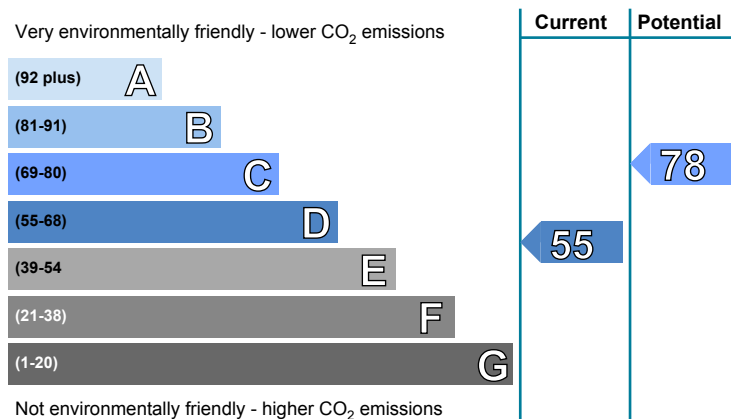 Very environmentally friendly - lower CO₂ emissions
Current
Potential
(92 plus) A
(81-91) B
(69-80) C
78
(55-68) D
55
(39-54 E
(21-38) F
(1-20) G
Not environmentally friendly - higher CO₂ emissions